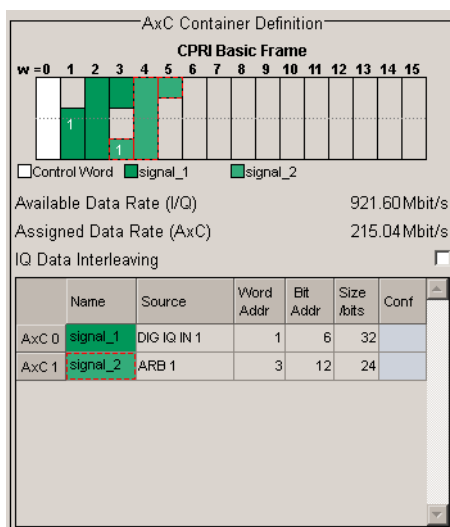 AxC Container Definition
CPRI Basic Frame
w = 0 1 2 3 4 5 6 7 8 9 10 11 12 13 14 15
1
1
Control Word signal_1 signal_2
Available Data Rate (I/Q) 921.60 Mbit/s
Assigned Data Rate (AxC) 215.04 Mbit/s
IQ Data Interleaving
Name Source Word Addr Bit Addr Size /bits Conf
AxC 0 signal_1 DIG IQ IN 1 1 6 32
AxC 1 signal_2 ARB 1 3 12 24